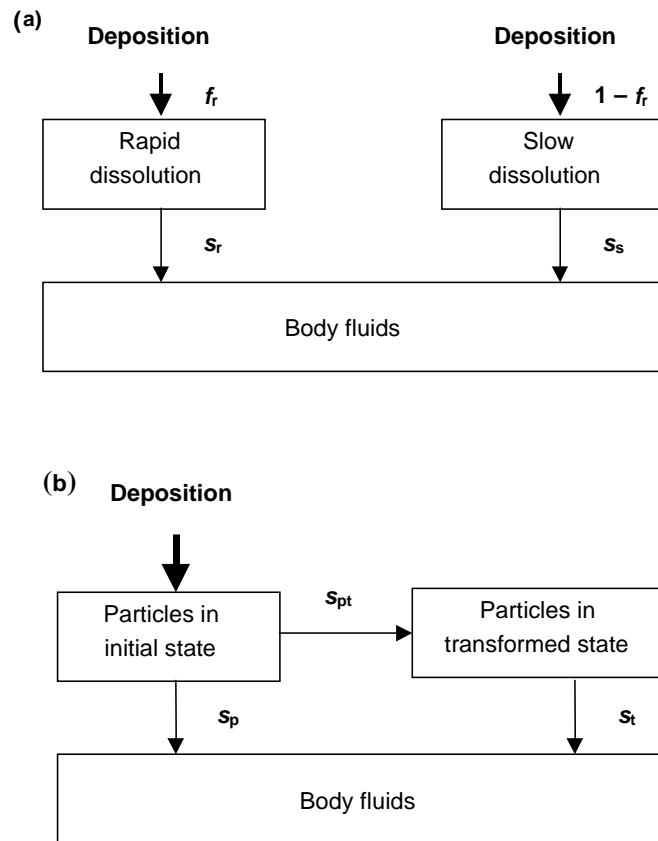 (a)
Deposition Deposition
fr 1 – fr
Rapid Slow
dissolution dissolution
sr ss
Body fluids
(b)
Deposition
spt
Particles in Particles in
initial state transformed state
sp st
Body fluids